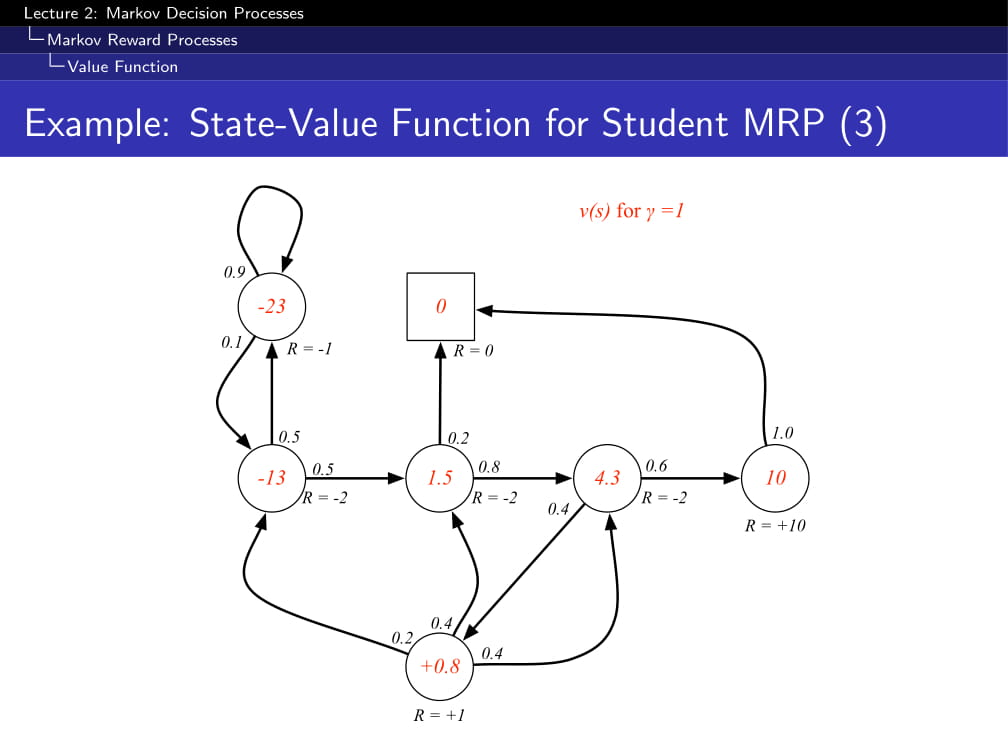 Lecture 2: Markov Decision Processes
Markov Reward Processes
Value Function
Example: State-Value Function for Student MRP (3)
v(s) for γ =1
0.9
-23
0
0.1
R = -1
R = 0
0.5
0.2
1.0
-13
0.5
R = -2
1.5
0.8
R = -2
4.3
0.6
R = -2
10
0.4
R = +10
0.4
0.2
0.4
+0.8
R = +1